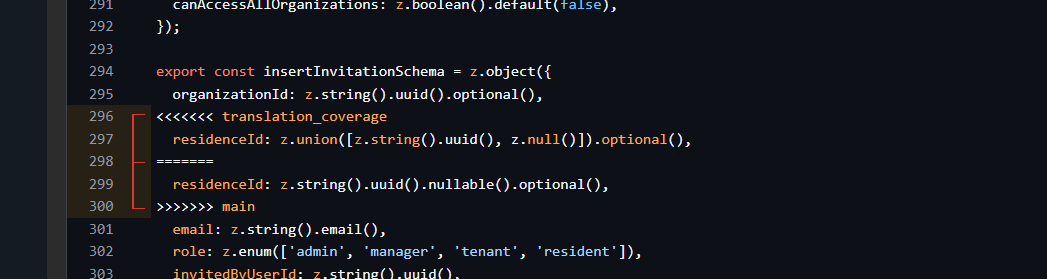 291 canAccessAllOrganizations: z.boolean().default(false),
292 });
293
294 export const insertInvitationSchema = z.object({
295 organizationId: z.string().uuid().optional(),
296 <<<<<<< translation_coverage
297 residenceId: z.union([z.string().uuid(), z.null()]).optional(),
298 =======
299 residenceId: z.string().uuid().nullable().optional(),
300 >>>>>>> main
301 email: z.string().email(),
302 role: z.enum(['admin', 'manager', 'tenant', 'resident']),
303 invitedByUserId: z.string().uuid(),